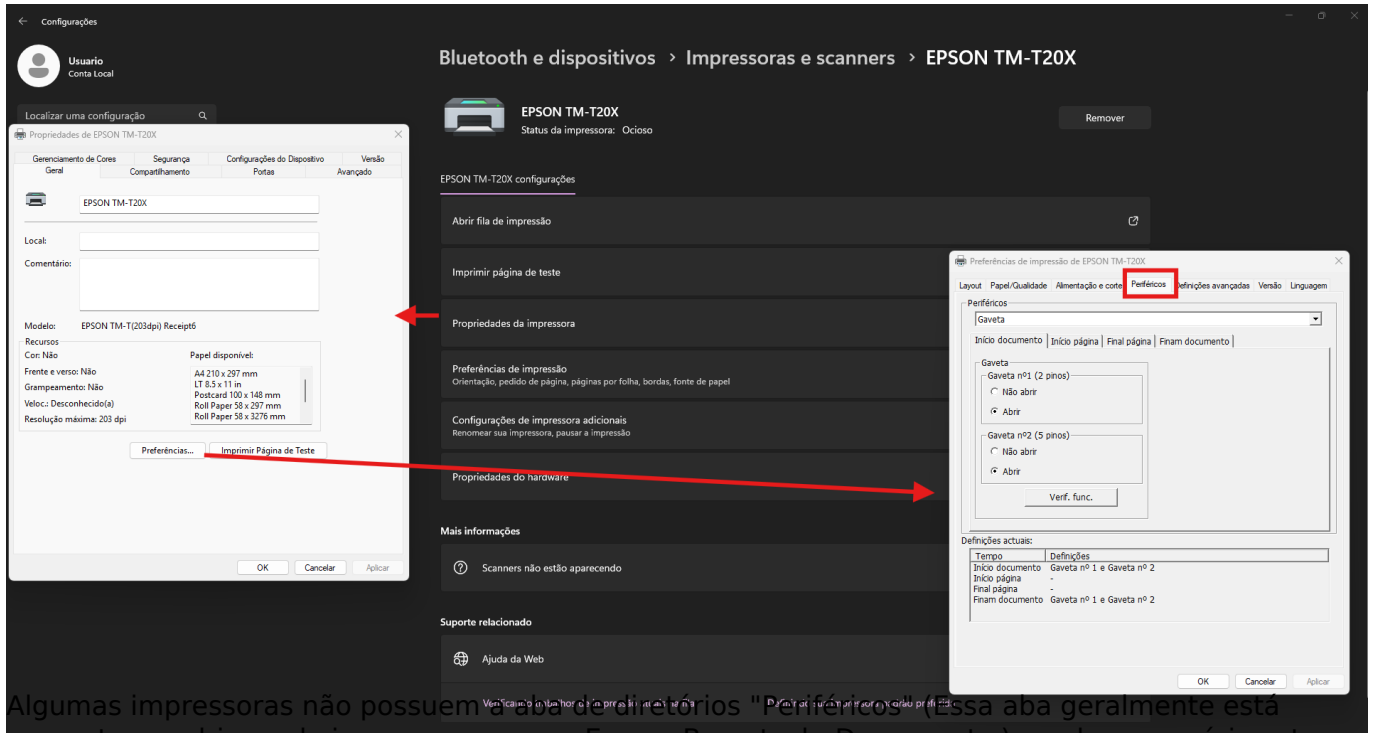 Configurações
Usuario
Conta Local
Localizar uma configuração
Bluetooth e dispositivos > Impressoras e scanners > EPSON TM-T20X
EPSON TM-T20X
Status da impressora: Ocioso
Remover
EPSON TM-T20X configurações
Abrir fila de impressão
Imprimir página de teste
Propriedades da impressora
Preferências de impressão
Orientação, pedido de página, páginas por folha, bordas, fonte de papel
Configurações de impressora adicionais
Renomear sua impressora, pausar a impressão
Propriedades do hardware
Mais informações
Scanners não estão aparecendo
Suporte relacionado
Ajuda da Web
Propriedades de EPSON TM-T20X
Gerenciamento de Cores Segurança Configurações do Dispositivo Versão
Geral Compartilhamento Portas Avançado
EPSON TM-T20X
Local:
Comentário:
Modelo: EPSON TM-T(203dpi) Receipt6
Recursos
Cor: Não
Frente e verso: Não
Grampeamento: Não
Veloc.: Desconhecido(a)
Resolução máxima: 203 dpi
Papel disponível:
A4 210 x 297 mm
LT 8.5 x 11 in
Postcard 100 x 148 mm
Roll Paper 58 x 297 mm
Roll Paper 58 x 3276 mm
Preferências... Imprimir Página de Teste
OK Cancelar Aplicar
Preferências de impressão de EPSON TM-T20X
Layout Papel/Qualidade Alimentação e corte Periféricos Definições avançadas Versão Linguagem
Periféricos
Gaveta
Início documento Início página Final página Finam documento
Gaveta
Gaveta nº1 (2 pinos)
Não abrir
Abrir
Gaveta nº2 (5 pinos)
Não abrir
Abrir
Verif. func.
Definições actuais:
Tempo Definições
Início documento Gaveta nº 1 e Gaveta nº 2
Início página -
Final página -
Finam documento Gaveta nº 1 e Gaveta nº 2
OK Cancelar Aplicar
Algumas impressoras não possuem a aba de diretórios "Periféricos" (Essa aba geralmente está